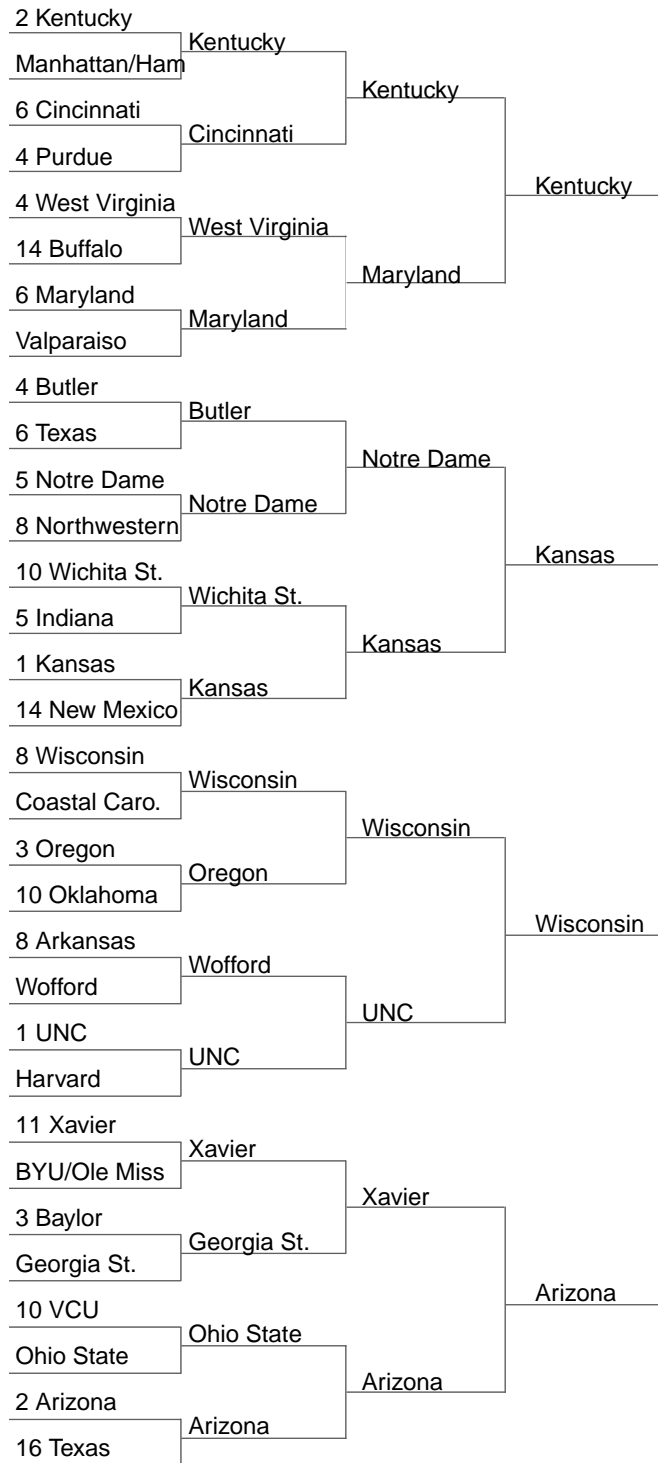 2 Kentucky
Manhattan/Ham
6 Cincinnati
4 Purdue
4 West Virginia
14 Buffalo
6 Maryland
Valparaiso
4 Butler
6 Texas
5 Notre Dame
8 Northwestern
10 Wichita St.
5 Indiana
1 Kansas
14 New Mexico
8 Wisconsin
Coastal Caro.
3 Oregon
10 Oklahoma
8 Arkansas
Wofford
1 UNC
Harvard
11 Xavier
BYU/Ole Miss
3 Baylor
Georgia St.
10 VCU
Ohio State
2 Arizona
16 Texas
Kentucky
Cincinnati
West Virginia
Maryland
Butler
Notre Dame
Wichita St.
Kansas
Wisconsin
Oregon
Wofford
UNC
Xavier
Georgia St.
Ohio State
Arizona
Kentucky
Maryland
Notre Dame
Kansas
Wisconsin
UNC
Xavier
Arizona
Kentucky
Kansas
Wisconsin
Arizona